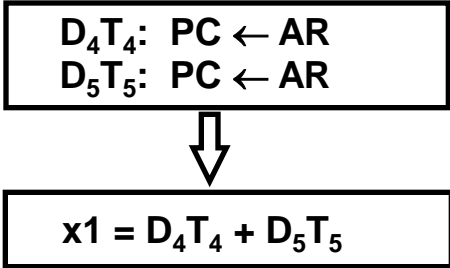 D₄T₄: PC ← AR
D₅T₅: PC ← AR
x1 = D₄T₄ + D₅T₅